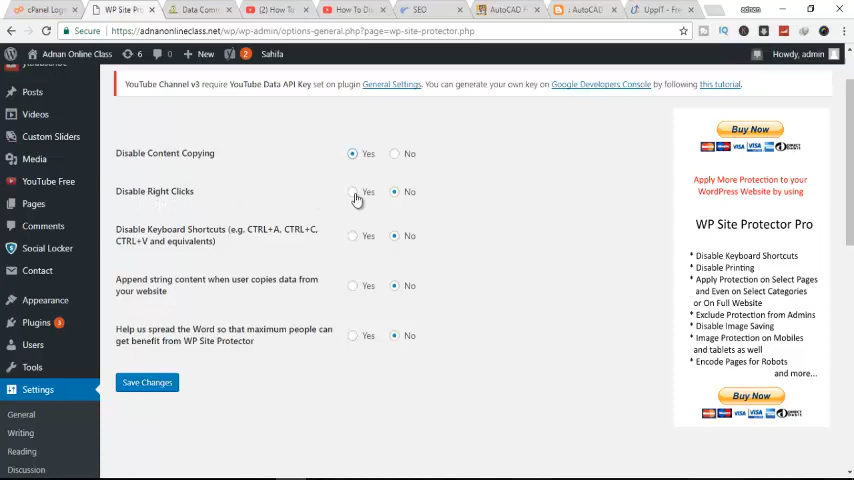 cPanel Login
WP Site Pro
Data Comm
(2) How To
How To Di
SEO
AutoCAD F
AutoCAD
UppIT - Fre
admin
Secure
https://adnanonlineclass.net/wp/wp-admin/options-general.php?page=wp-site-protector.php
Adnan Online Class
6
0
New
2
Sahifa
Howdy, admin
Posts
Videos
Custom Sliders
Media
YouTube Free
Pages
Comments
Social Locker
Contact
Appearance
Plugins 3
Users
Tools
Settings
General
Writing
Reading
Discussion
YouTube Channel v3 require YouTube Data API Key set on plugin General Settings. You can generate your own key on Google Developers Console by following this tutorial.
Disable Content Copying
Yes
No
Disable Right Clicks
Yes
No
Disable Keyboard Shortcuts (e.g. CTRL+A, CTRL+C,
CTRL+V and equivalents)
Yes
No
Append string content when user copies data from
your website
Yes
No
Help us spread the Word so that maximum people can
get benefit from WP Site Protector
Yes
No
Save Changes
Buy Now
Apply More Protection to your
WordPress Website by using
WP Site Protector Pro
* Disable Keyboard Shortcuts
* Disable Printing
* Apply Protection on Select Pages
and Even on Select Categories
or On Full Website
* Exclude Protection from Admins
* Disable Image Saving
* Image Protection on Mobiles
and tablets as well
* Encode Pages for Robots
and more...
Buy Now